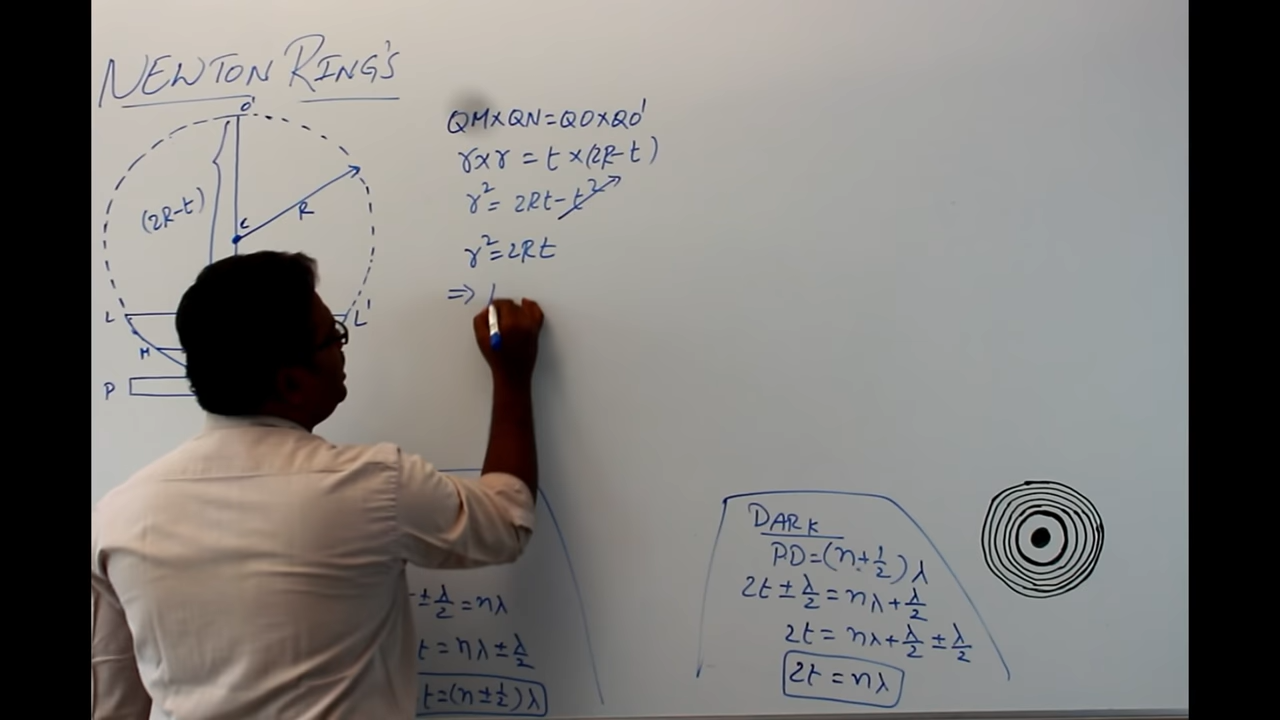 NEWTON RING'S
O'
(2R-t)
C
R
L
L'
M
P
QM×QN=QO×QO'
r×r = t×(2R-t)
r²= 2Rt-t²
r²=2Rt
⇒
±λ/2=nλ
t=nλ±λ/2
t=(n±1/2)λ
DARK
PD=(n+1/2)λ
2t±λ/2=nλ+λ/2
2t=nλ+λ/2±λ/2
2t=nλ